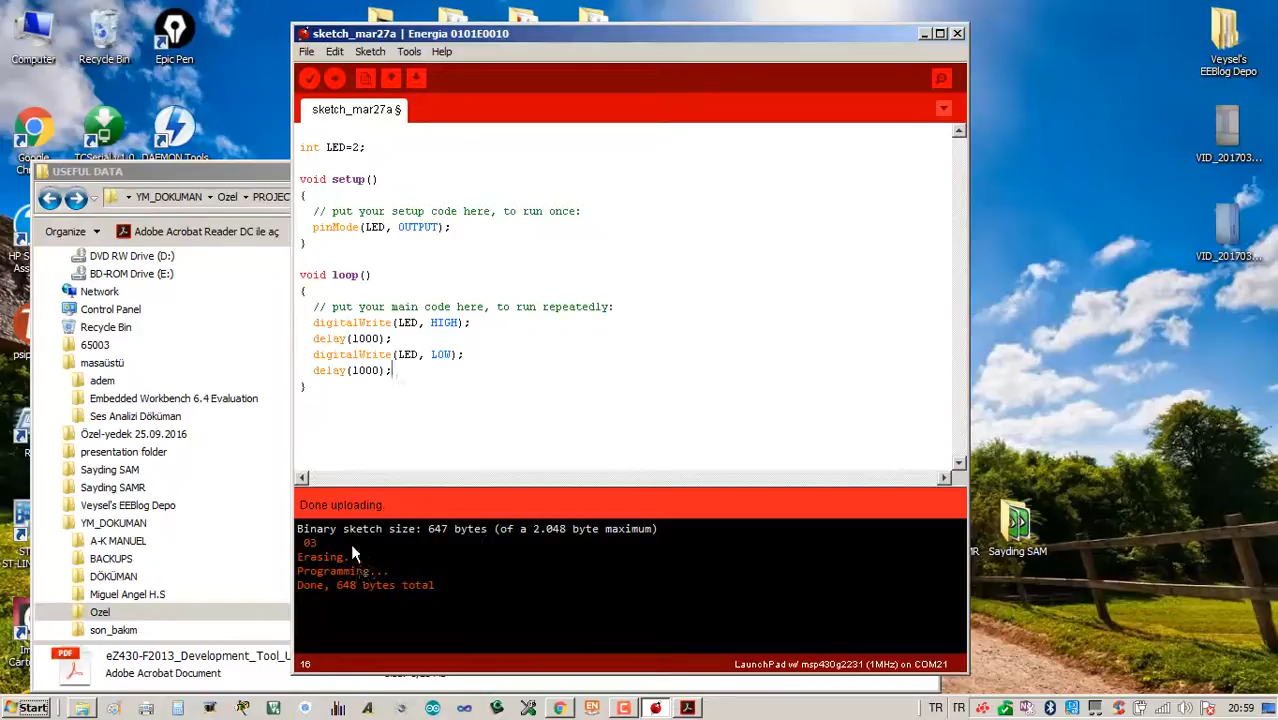 Computer
Recycle Bin
Epic Pen
Google
TCSerial v1.0
DAEMON Tools
sketch_mar27a | Energia 0101E0010
File Edit Sketch Tools Help
sketch_mar27a §
int LED=2;
void setup()
{
// put your setup code here, to run once:
pinMode(LED, OUTPUT);
}
void loop()
{
// put your main code here, to run repeatedly:
digitalWrite(LED, HIGH);
delay(1000);
digitalWrite(LED, LOW);
delay(1000);
}
Done uploading.
Binary sketch size: 647 bytes (of a 2.048 byte maximum)
03
Erasing...
Programming...
Done, 648 bytes total
16
LaunchPad w/ msp430g2231 (1MHz) on COM21
USEFUL DATA
YM_DOKUMAN Ozel PROJEC
Organize Adobe Acrobat Reader DC ile aç
DVD RW Drive (D:)
BD-ROM Drive (E:)
Network
Control Panel
Recycle Bin
65003
masaüstü
adem
Embedded Workbench 6.4 Evaluation
Ses Analizi Döküman
Özel-yedek 25.09.2016
presentation folder
Sayding SAM
Sayding SAMR
Veysel's EEBlog Depo
YM_DOKUMAN
A-K MANUEL
BACKUPS
DÖKÜMAN
Miguel Angel H.S
Ozel
son_bakım
PDF
eZ430-F2013_Development_Tool_U
Adobe Acrobat Document
Veysel's
EEBlog Depo
VID_201703...
VID_201703...
Sayding SAM
Start
EN
TR FR
20:59